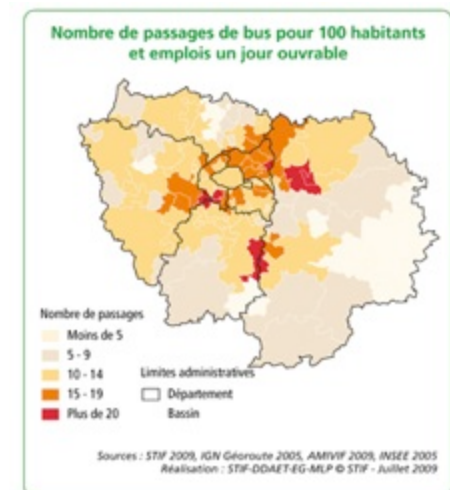 Nombre de passages de bus pour 100 habitants
et emplois un jour ouvrable
Nombre de passages
Moins de 5
5 - 9
10 - 14
15 - 19
Plus de 20
Limites administratives
Département
Bassin
Sources : STIF 2009, IGN Géoroute 2005, AMIVIF 2009, INSEE 2005
Réalisation : STIF-DDAET-EG-MLP © STIF - Juillet 2009